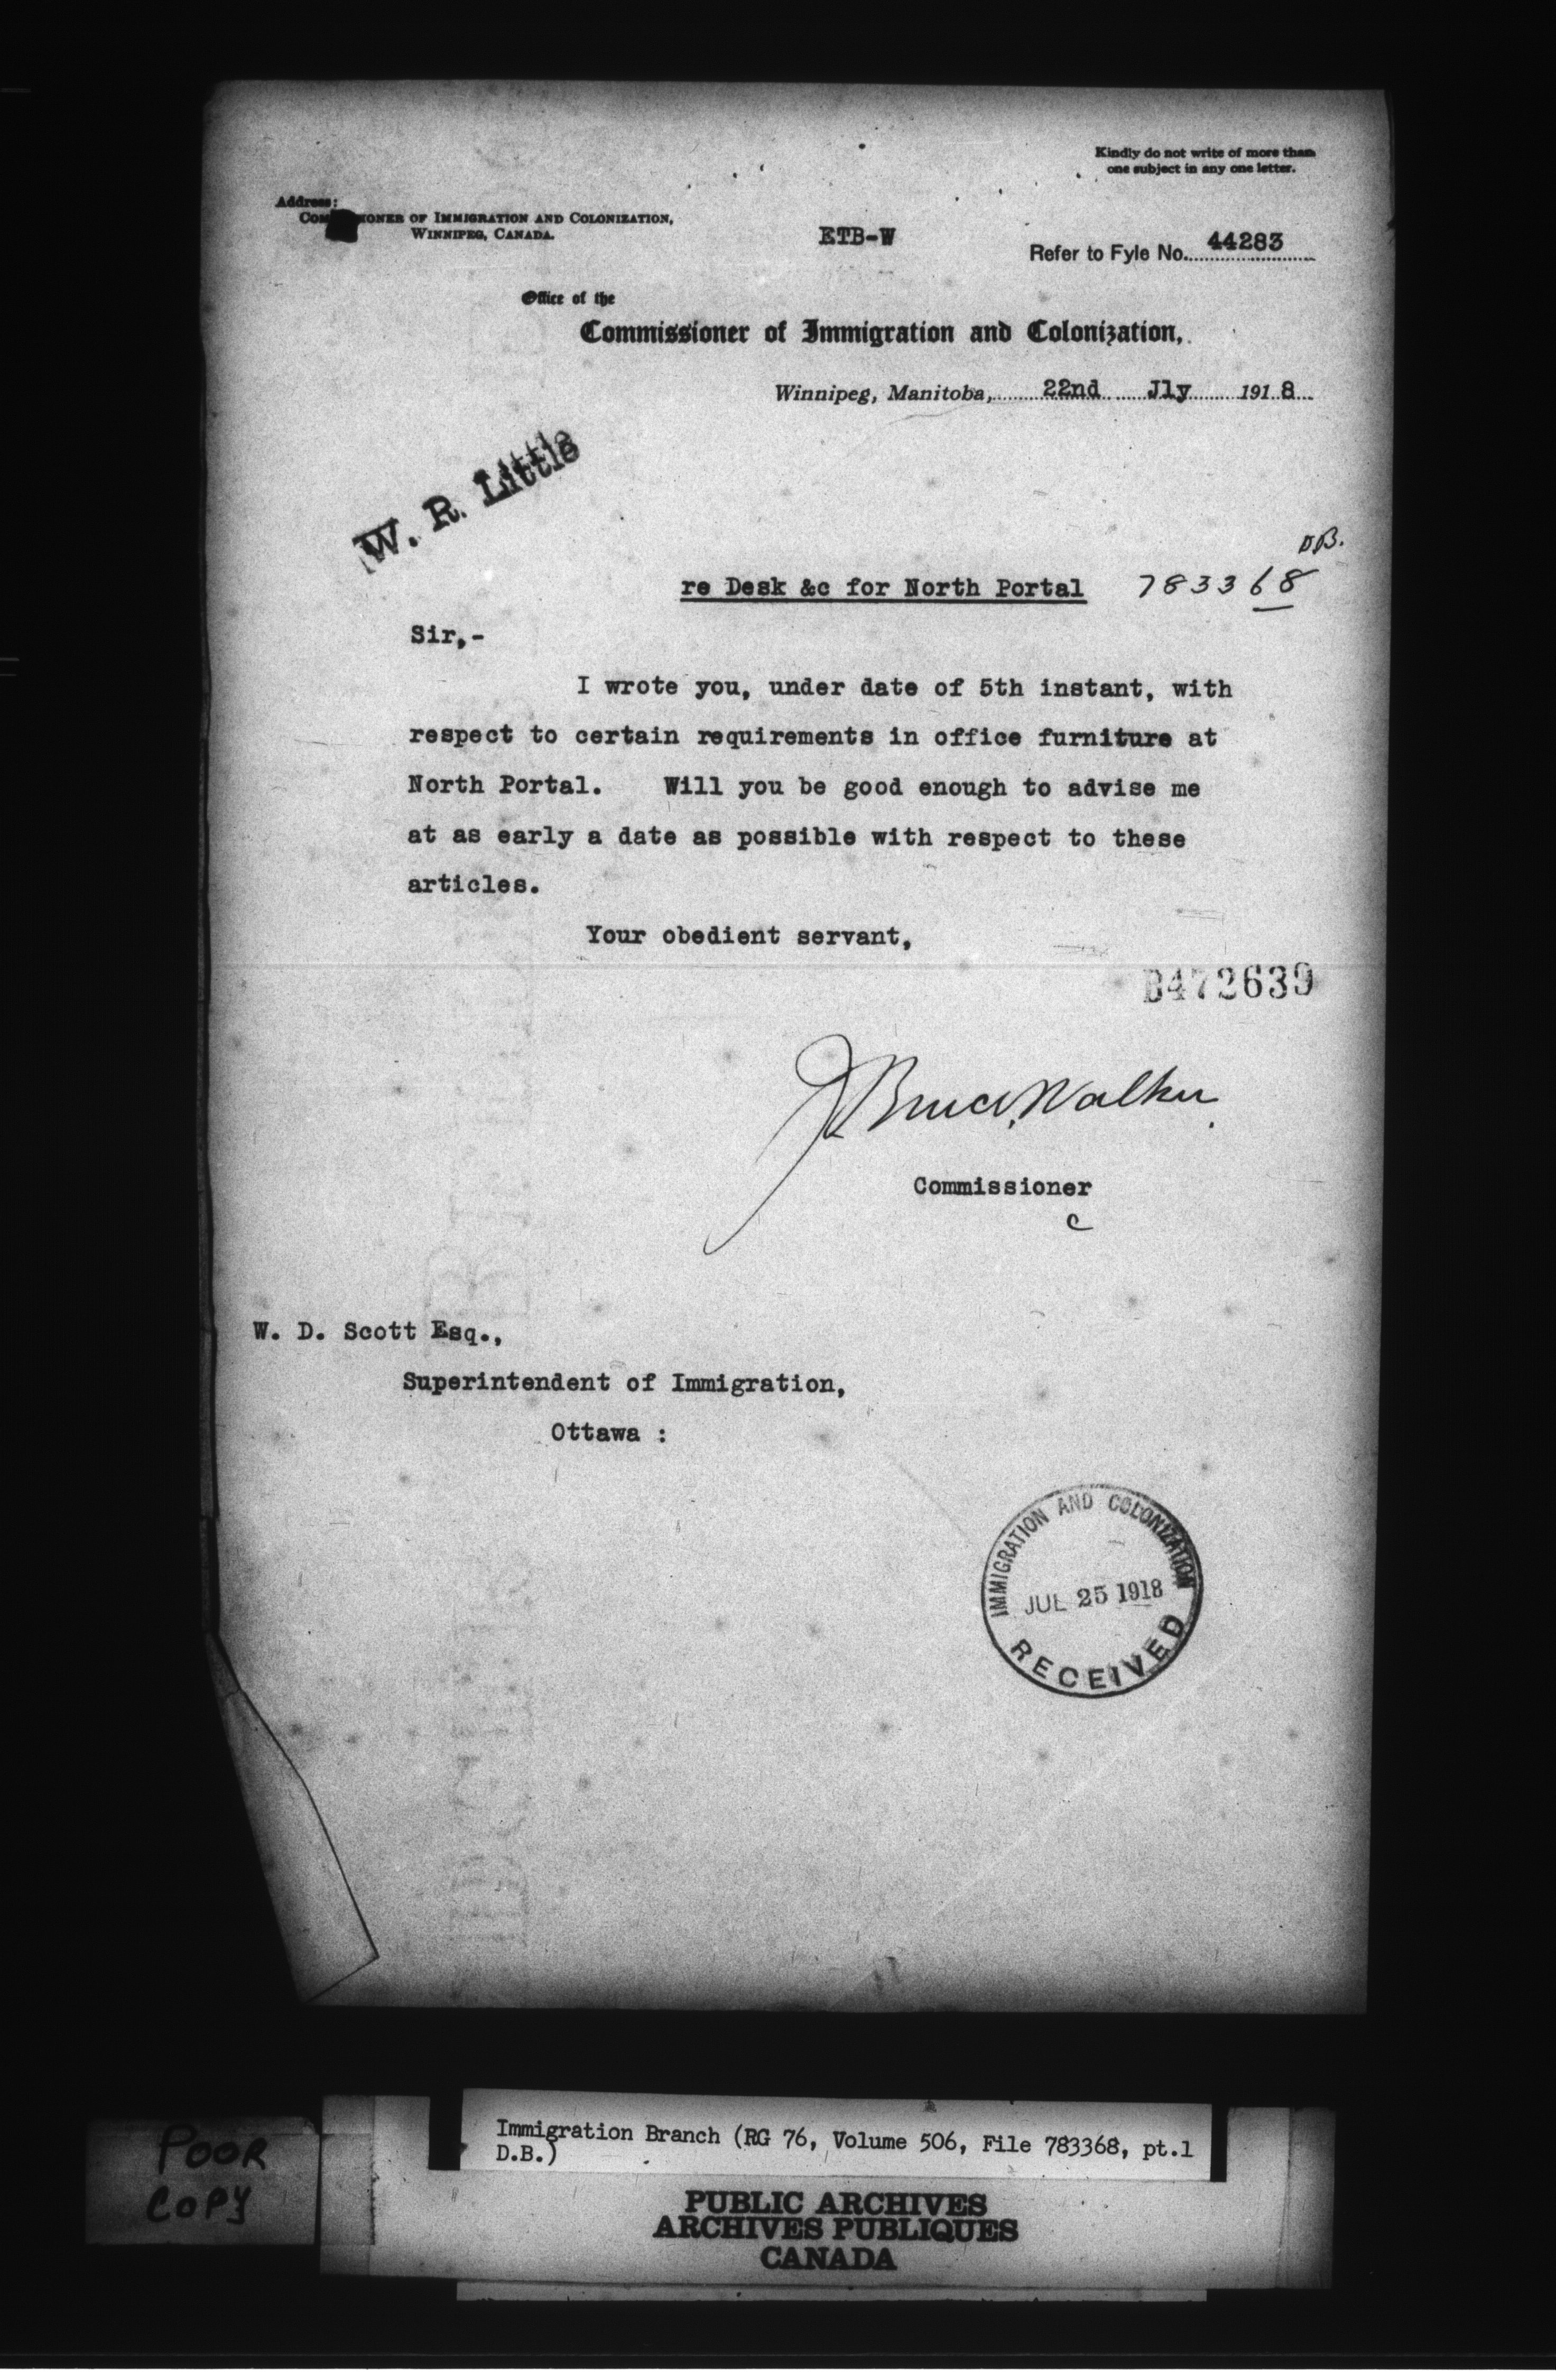 Kindly do not write of more than
one subject in any one letter.
Address:
COMMISSIONER OF IMMIGRATION AND COLONIZATION,
WINNIPEG, CANADA.
ETB-W
Refer to Fyle No. 44283
Office of the
Commissioner of Immigration and Colonization,
Winnipeg, Manitoba, 22nd Jly 1918
W. R. Little
DB.
re Desk &c for North Portal 783368
Sir,-
I wrote you, under date of 5th instant, with
respect to certain requirements in office furniture at
North Portal. Will you be good enough to advise me
at as early a date as possible with respect to these
articles.
Your obedient servant,
B472639
J Bruce Walker.
Commissioner
c
W. D. Scott Esq.,
Superintendent of Immigration,
Ottawa :
IMMIGRATION AND COLONIZATION
JUL 25 1918
RECEIVED
Immigration Branch (RG 76, Volume 506, File 783368, pt.1
D.B.)
POOR
COPY
PUBLIC ARCHIVES
ARCHIVES PUBLIQUES
CANADA